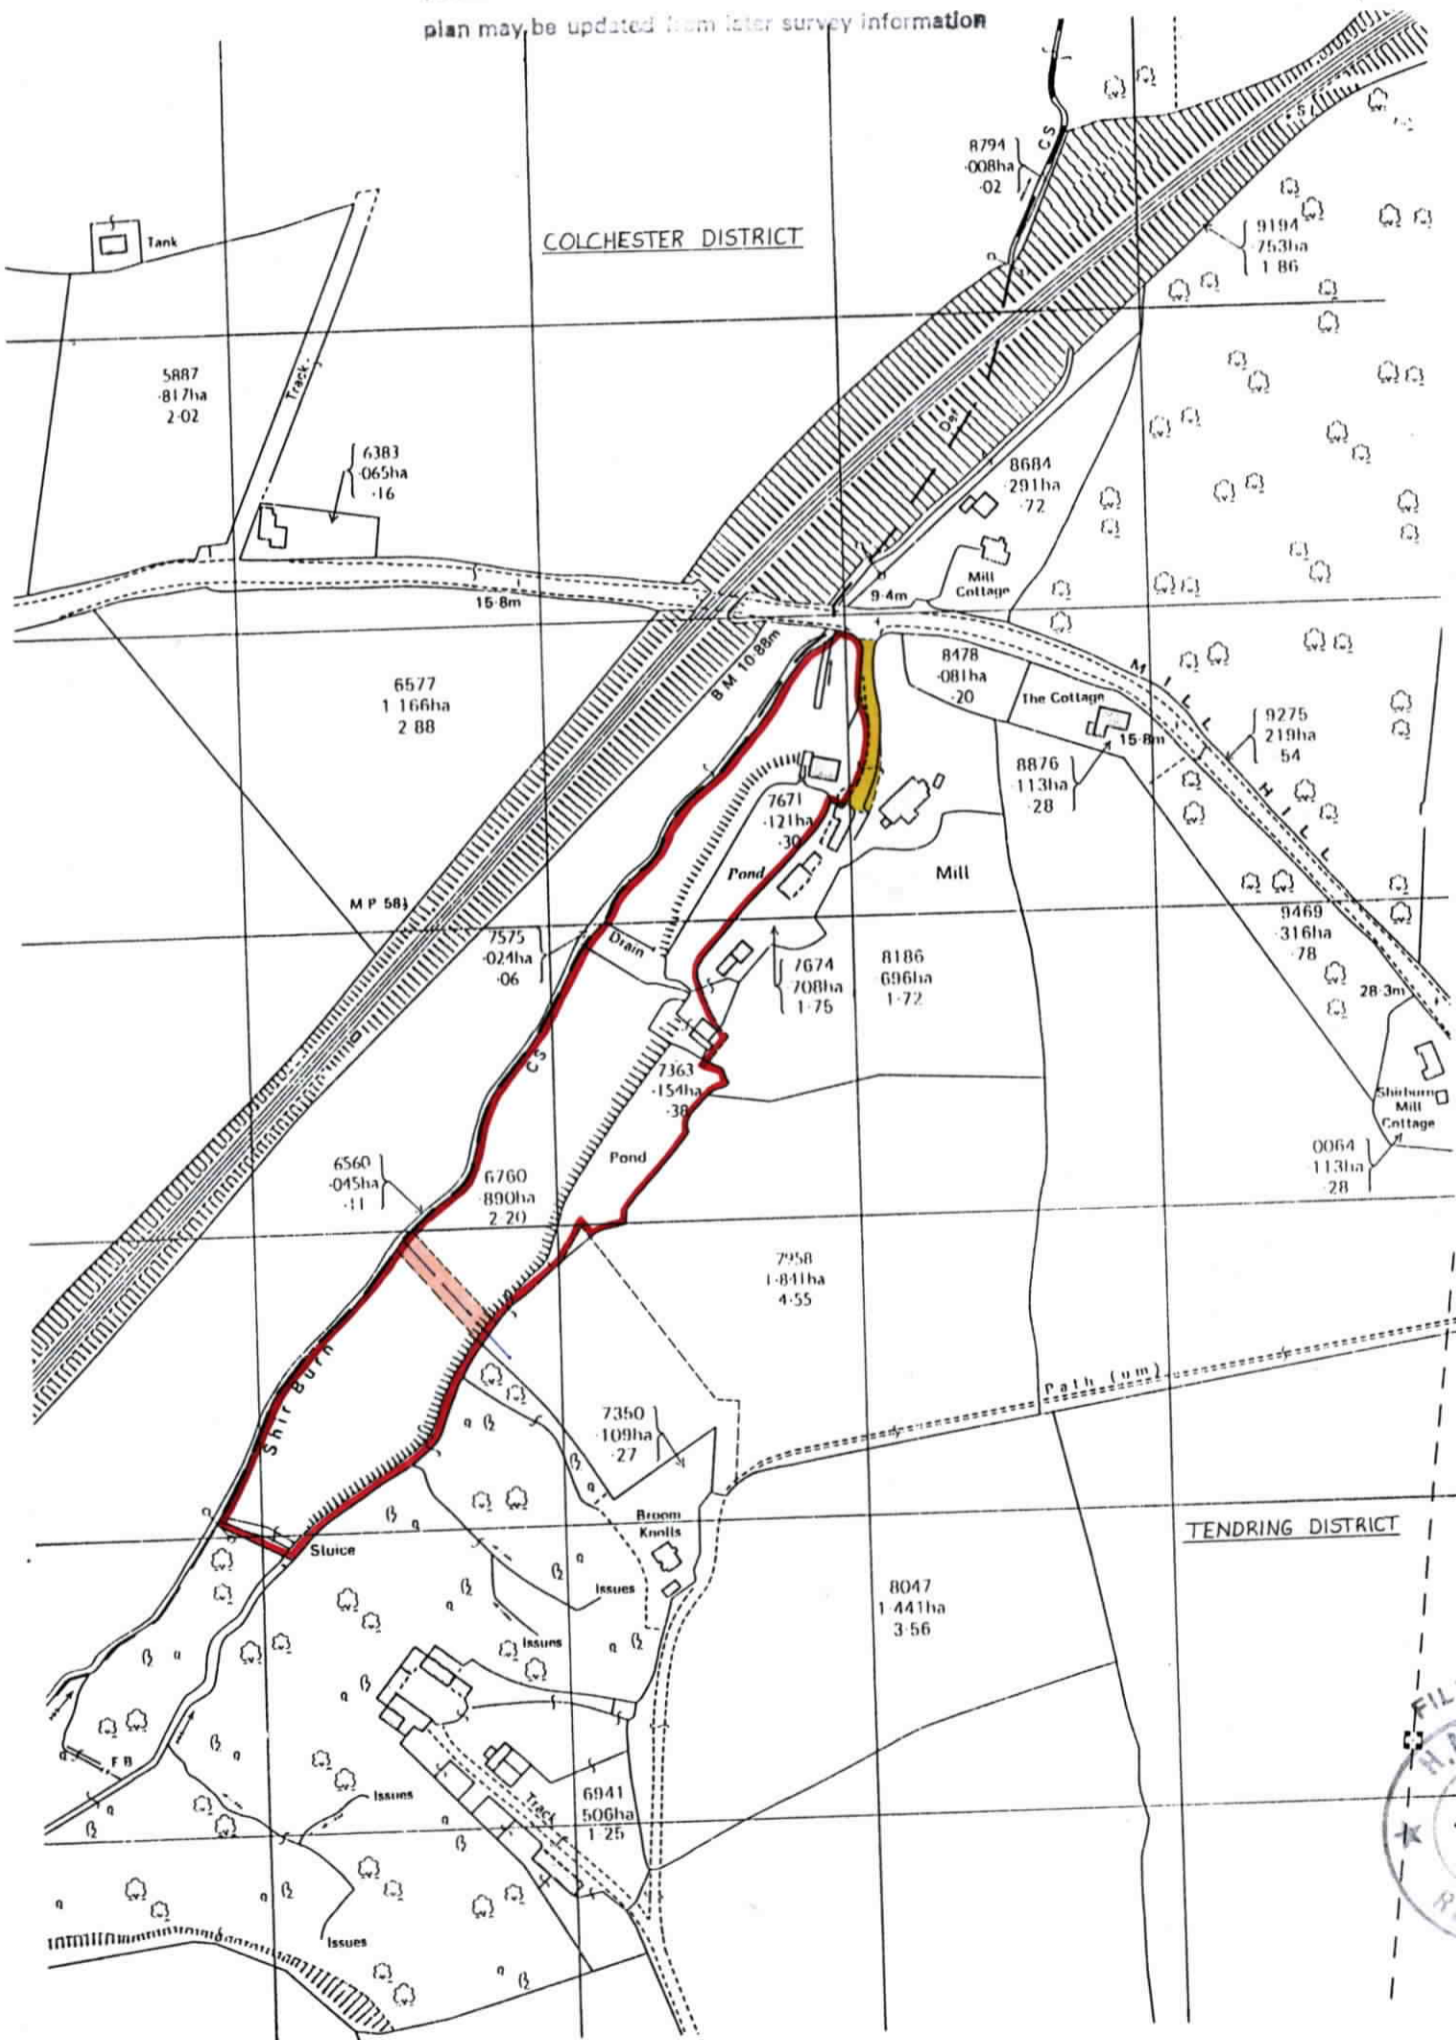 plan may be updated from later survey information
8794
·008ha
·02
CS
S L
Tank
COLCHESTER DISTRICT
9194
·753ha
1 86
5887
·817ha
2·02
Track
6383
·065ha
·16
Def
8684
·291ha
·72
Mill
Cottage
9·4m
15·8m
B M 10·88m
8478
·081ha
·20
The Cottage
MILL HILL
6577
1 166ha
2 88
9275
219ha
54
15·8m
8876
·113ha
·28
7671
·121ha
·30
Pond
Mill
M P 58½
7575
·024ha
·06
Drain
9469
·316ha
·78
7674
·708ha
1·75
8186
·696ha
1·72
28·3m
CS
7363
·154ha
·38
Shirburn
Mill
Cottage
Pond
0064
·113ha
·28
6560
·045ha
·11
6760
·890ha
2 20
7958
1·841ha
4·55
Shir Burn
Path (um)
7350
·109ha
·27
Broom
Knolls
Sluice
TENDRING DISTRICT
Issues
8047
1·441ha
3·56
Issues
F B
Issues
Track
6941
506ha
1·25
Issues
FIL
H.
R